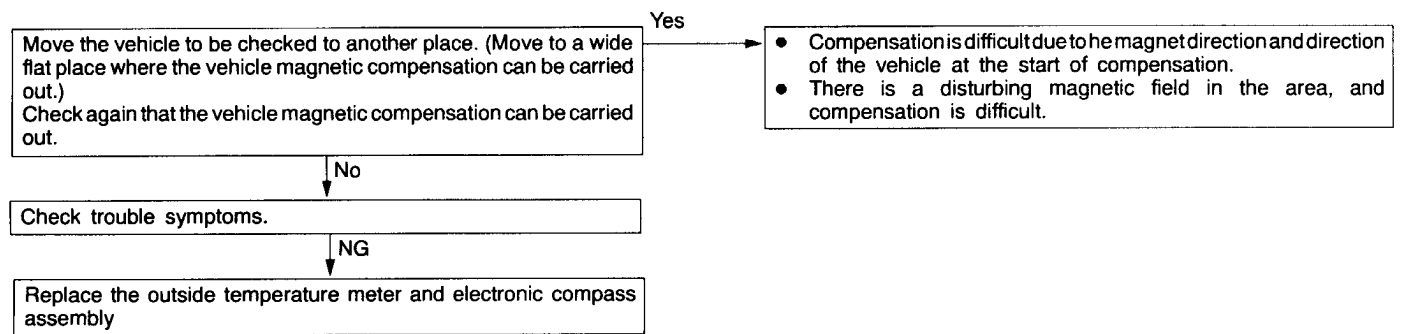 Yes
Move the vehicle to be checked to another place. (Move to a wide
flat place where the vehicle magnetic compensation can be carried
out.)
Check again that the vehicle magnetic compensation can be carried
out.
● Compensation is difficult due to he magnet direction and direction
of the vehicle at the start of compensation.
● There is a disturbing magnetic field in the area, and
compensation is difficult.
No
Check trouble symptoms.
NG
Replace the outside temperature meter and electronic compass
assembly